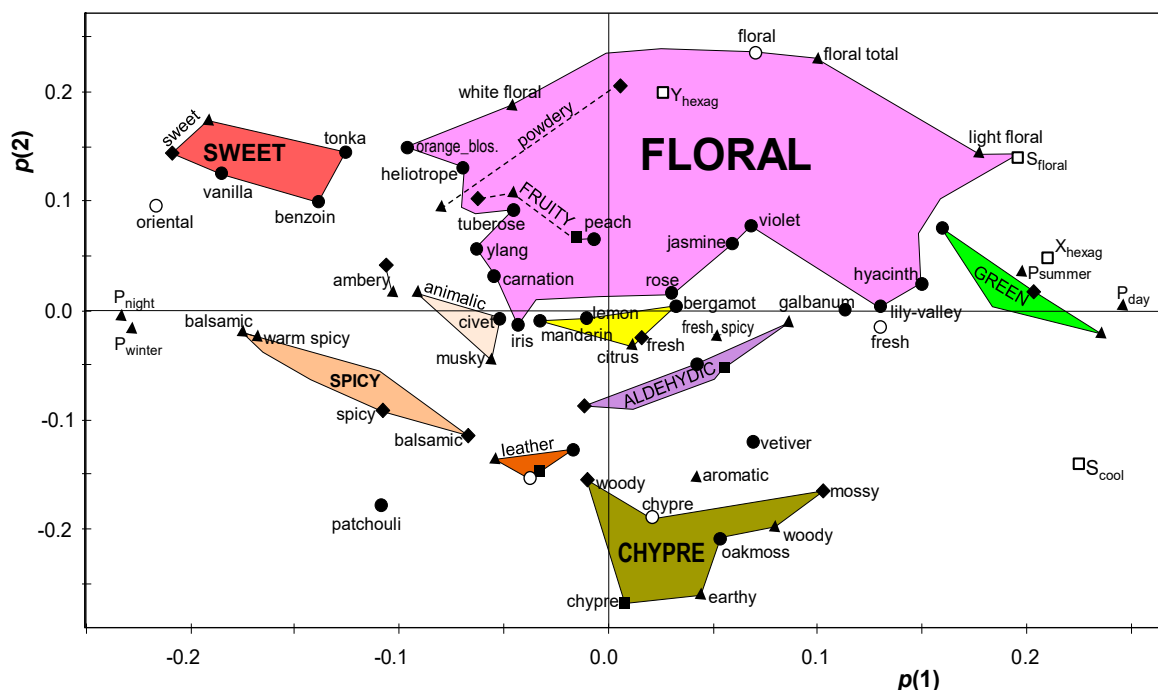 floral
floral total
0.2
white floral
powdery
Yhexag
sweet
tonka
orange_blos.
FLORAL
light floral
p(2)
SWEET
Sfloral
vanilla
heliotrope
0.1
benzoin
FRUITY
oriental
tuberose
peach
violet
ylang
jasmine
Xhexag
ambery
carnation
hyacinth
GREEN
Psummer
Pnight
animalic
rose
Pday
0.0
balsamic
civet
lemon
bergamot
galbanum
lily-valley
Pwinter
warm spicy
iris
mandarin
fresh spicy
fresh
musky
citrus
fresh
SPICY
ALDEHYDIC
-0.1
spicy
balsamic
leather
vetiver
woody
aromatic
Scool
patchouli
chypre
mossy
-0.2
woody
CHYPRE
oakmoss
chypre
earthy
-0.2
-0.1
0.0
0.1
0.2
p(1)